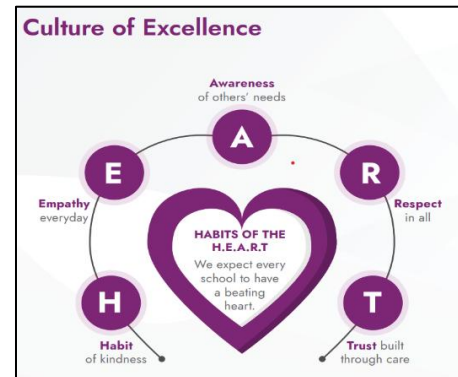 Culture of Excellence
Awareness
of others' needs
A
E
R
Empathy
everyday
Respect
in all
HABITS OF THE
H.E.A.R.T
We expect every
school to have
a beating
heart.
H
T
Habit
of kindness
Trust built
through care